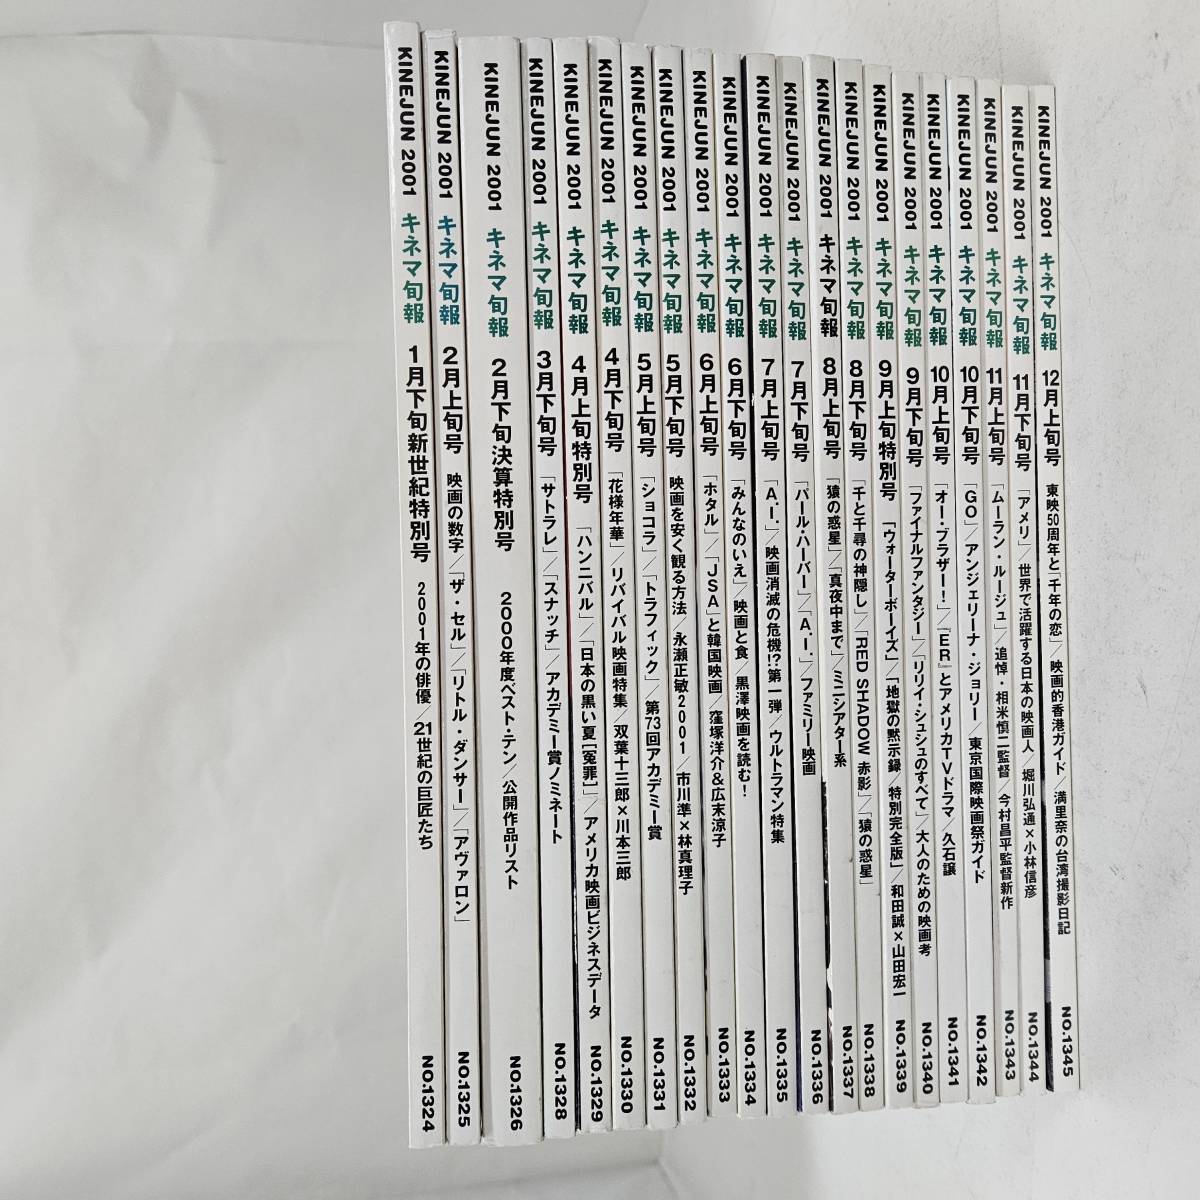 KINEJUN 2001 キネマ旬報 1月下旬新世紀特別号 2001年の俳優／21世紀の巨匠たち NO.1324
KINEJUN 2001 キネマ旬報 2月上旬号 映画の数字／「ザ・セル」／「リトル・ダンサー」／「アヴァロン」 NO.1325
KINEJUN 2001 キネマ旬報 2月下旬決算特別号 2000年度ベスト・テン／公開作品リスト NO.1326
KINEJUN 2001 キネマ旬報 3月下旬号 「サトラレ」／「スナッチ」／アカデミー賞ノミネート NO.1328
KINEJUN 2001 キネマ旬報 4月上旬特別号 「ハンニバル」／「日本の黒い夏[冤罪]」／アメリカ映画ビジネスデータ NO.1329
KINEJUN 2001 キネマ旬報 4月下旬号 「花様年華」／リバイバル映画特集／双葉十三郎×川本三郎 NO.1330
KINEJUN 2001 キネマ旬報 5月上旬号 「ショコラ」／「トラフィック」／第73回アカデミー賞 NO.1331
KINEJUN 2001 キネマ旬報 5月下旬号 映画を安く観る方法／永瀬正敏2001／市川準×林真理子 NO.1332
KINEJUN 2001 キネマ旬報 6月上旬号 「ホタル」／「JSA」と韓国映画／窪塚洋介&広末涼子 NO.1333
KINEJUN 2001 キネマ旬報 6月下旬号 「みんなのいえ」／映画と食／黒澤映画を読む! NO.1334
KINEJUN 2001 キネマ旬報 7月上旬号 「A.I.」／映画消滅の危機!?第一弾／ウルトラマン特集 NO.1335
KINEJUN 2001 キネマ旬報 7月下旬号 「パール・ハーバー」／「A.I.」／ファミリー映画 NO.1336
KINEJUN 2001 キネマ旬報 8月上旬号 「猿の惑星」／「真夜中まで」／ミニシアター系 NO.1337
KINEJUN 2001 キネマ旬報 8月下旬号 「千と千尋の神隠し」／「RED SHADOW 赤影」／「猿の惑星」 NO.1338
KINEJUN 2001 キネマ旬報 9月上旬特別号 「ウォーターボーイズ」／「地獄の黙示録／特別完全版」／和田誠×山田宏一 NO.1339
KINEJUN 2001 キネマ旬報 9月下旬号 「ファイナルファンタジー」／「リリイ・シュシュのすべて」／大人のための映画考 NO.1340
KINEJUN 2001 キネマ旬報 10月上旬号 「オー・ブラザー!」／『ER』とアメリカTVドラマ／久石譲 NO.1341
KINEJUN 2001 キネマ旬報 10月下旬号 「GO」／アンジェリーナ・ジョリー／東京国際映画祭ガイド NO.1342
KINEJUN 2001 キネマ旬報 11月上旬号 「ムーラン・ルージュ」／追悼・相米慎二監督／今村昌平監督新作 NO.1343
KINEJUN 2001 キネマ旬報 11月下旬号 「アメリ」／世界で活躍する日本の映画人／堀川弘通×小林信彦 NO.1344
KINEJUN 2001 キネマ旬報 12月上旬号 東映50周年と「千年の恋」／映画的香港ガイド／満里奈の台湾撮影日記 NO.1345